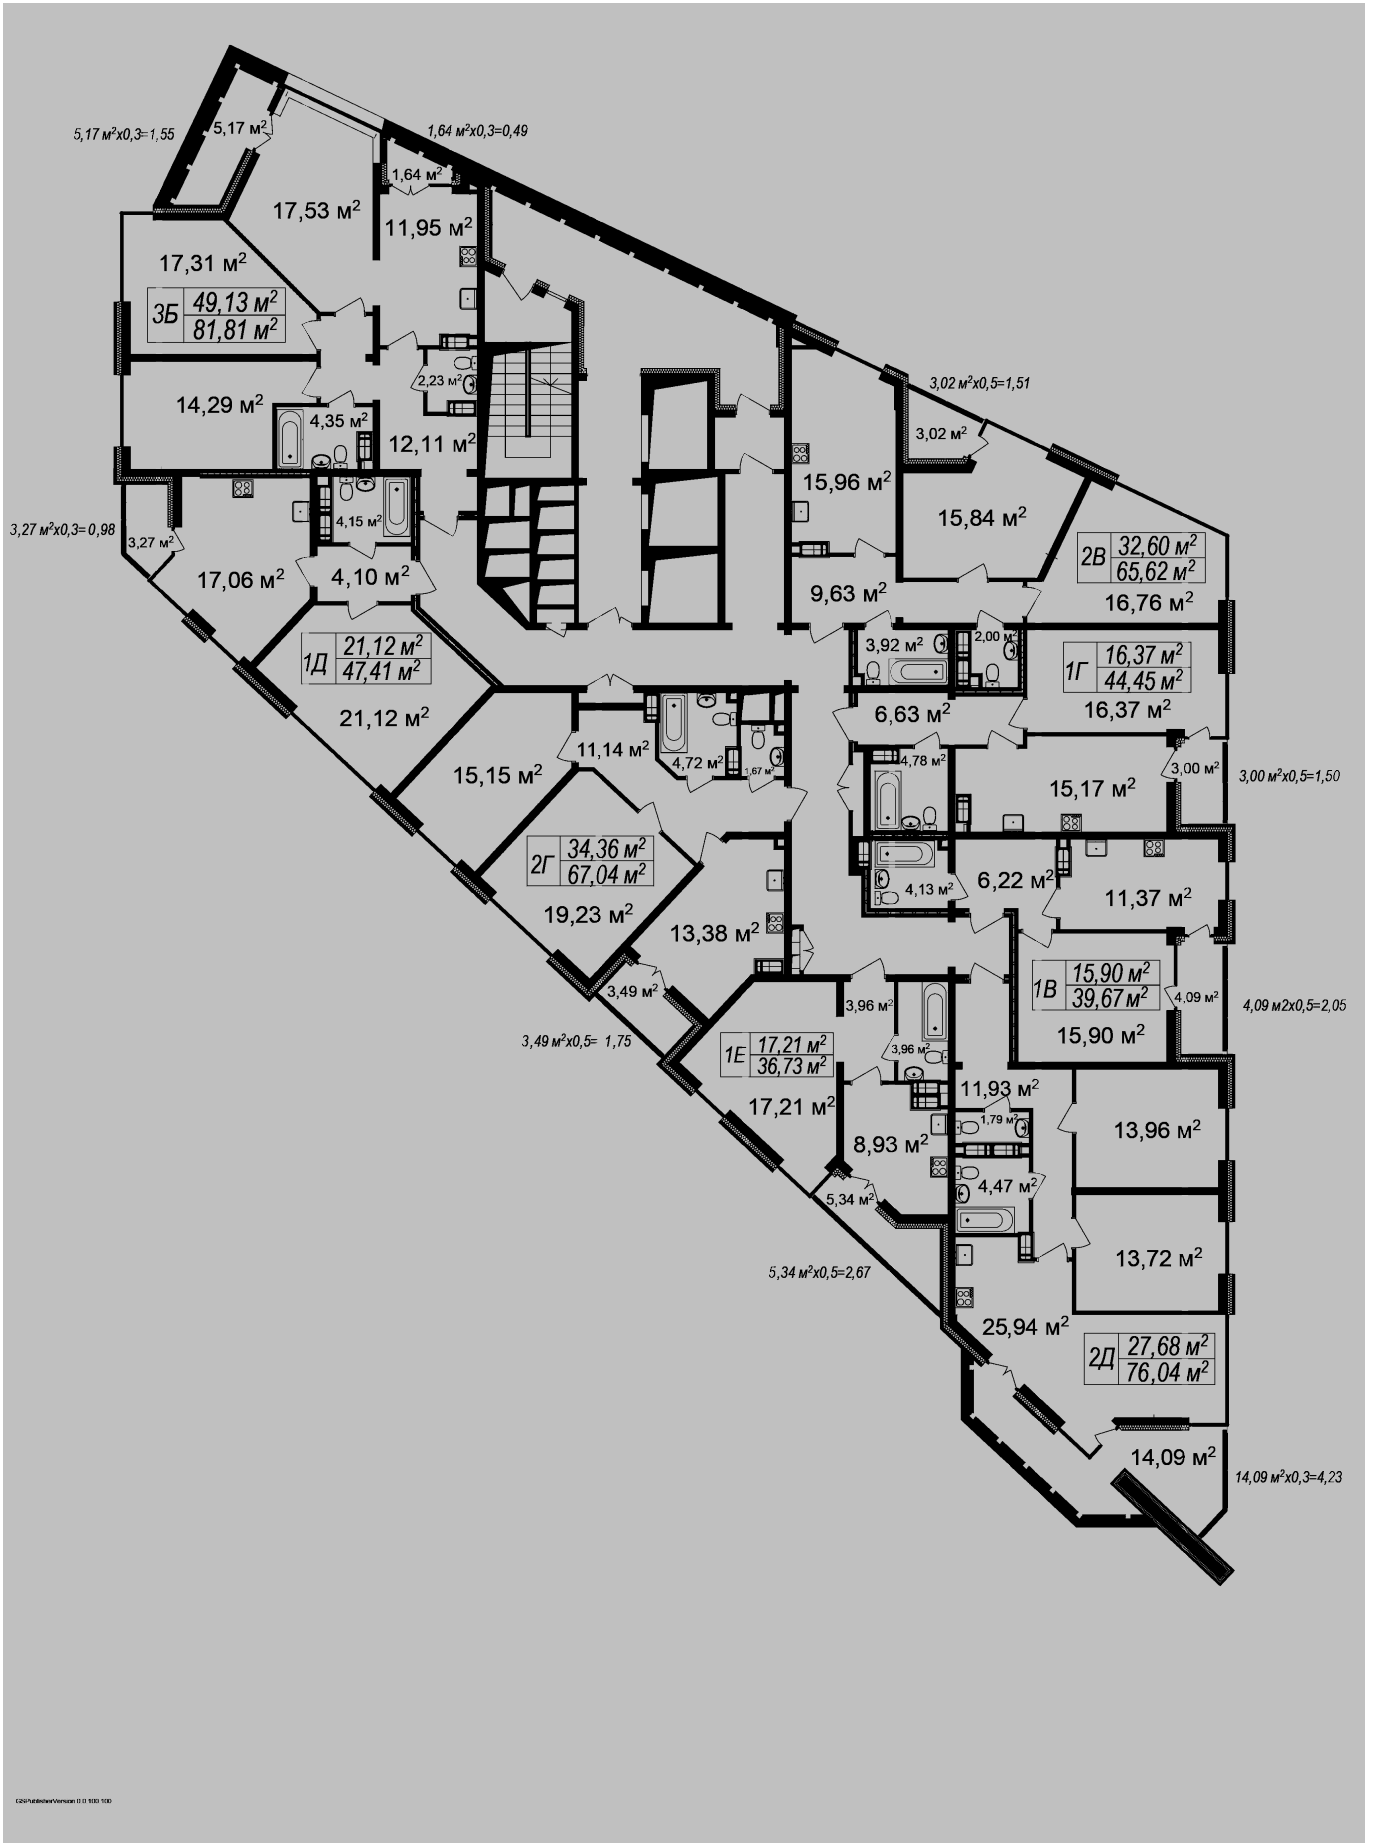 5,17 м²х0,3=1,55
5,17 м²
1,64 м²х0,3=0,49
1,64 м²
17,53 м²
11,95 м²
17,31 м²
3Б
49,13 м²
81,81 м²
2,23 м²
14,29 м²
4,35 м²
12,11 м²
3,02 м²х0,5=1,51
3,02 м²
15,96 м²
15,84 м²
3,27 м²х0,3= 0,98
3,27 м²
4,15 м²
17,06 м²
4,10 м²
2В
32,60 м²
65,62 м²
9,63 м²
16,76 м²
1Д
21,12 м²
47,41 м²
21,12 м²
3,92 м²
2,00 м²
1Г
16,37 м²
44,45 м²
16,37 м²
6,63 м²
11,14 м²
4,72 м²
1,67 м²
15,15 м²
4,78 м²
15,17 м²
3,00 м²
3,00 м²х0,5=1,50
2Г
34,36 м²
67,04 м²
19,23 м²
13,38 м²
4,13 м²
6,22 м²
11,37 м²
3,49 м²
3,49 м²х0,5= 1,75
1В
15,90 м²
39,67 м²
15,90 м²
4,09 м²
4,09 м2х0,5=2,05
3,96 м²
3,96 м²
1Е
17,21 м²
36,73 м²
17,21 м²
8,93 м²
11,93 м²
1,79 м²
13,96 м²
4,47 м²
5,34 м²
5,34 м²х0,5=2,67
13,72 м²
25,94 м²
2Д
27,68 м²
76,04 м²
14,09 м²
14,09 м²х0,3=4,23
GSPublisherVersion 0.0.100.100